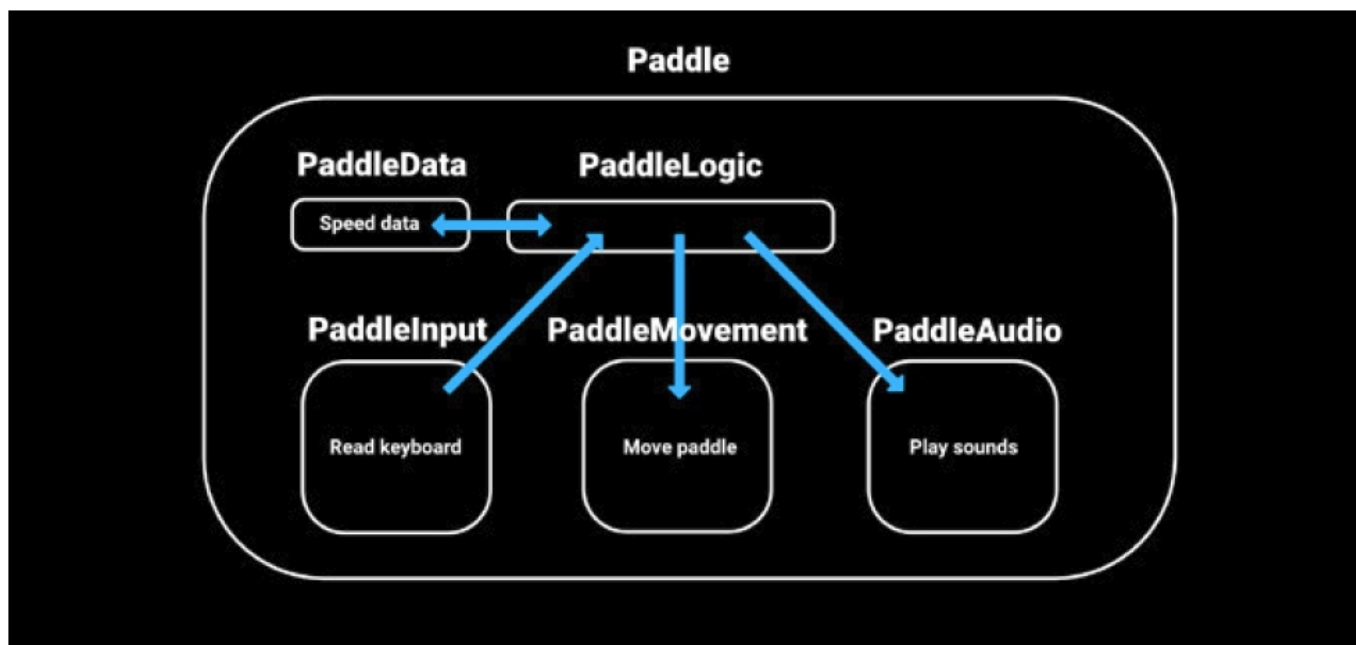 Paddle
PaddleData
PaddleLogic
Speed data
PaddleInput
PaddleMovement
PaddleAudio
Read keyboard
Move paddle
Play sounds